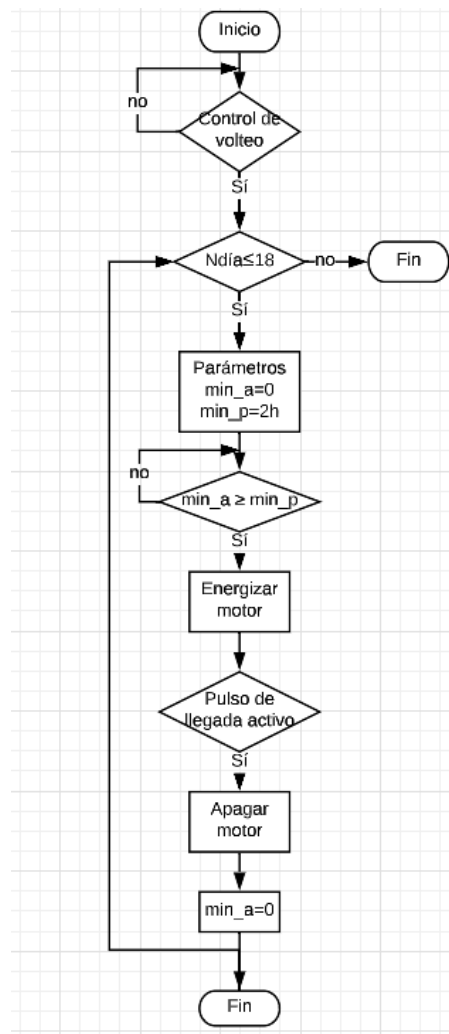 Inicio
no
Control de
volteo
Sí
Ndía≤18
no
Fin
Sí
Parámetros
min_a=0
min_p=2h
no
min_a ≥ min_p
Sí
Energizar
motor
Pulso de
llegada activo
Sí
Apagar
motor
min_a=0
Fin